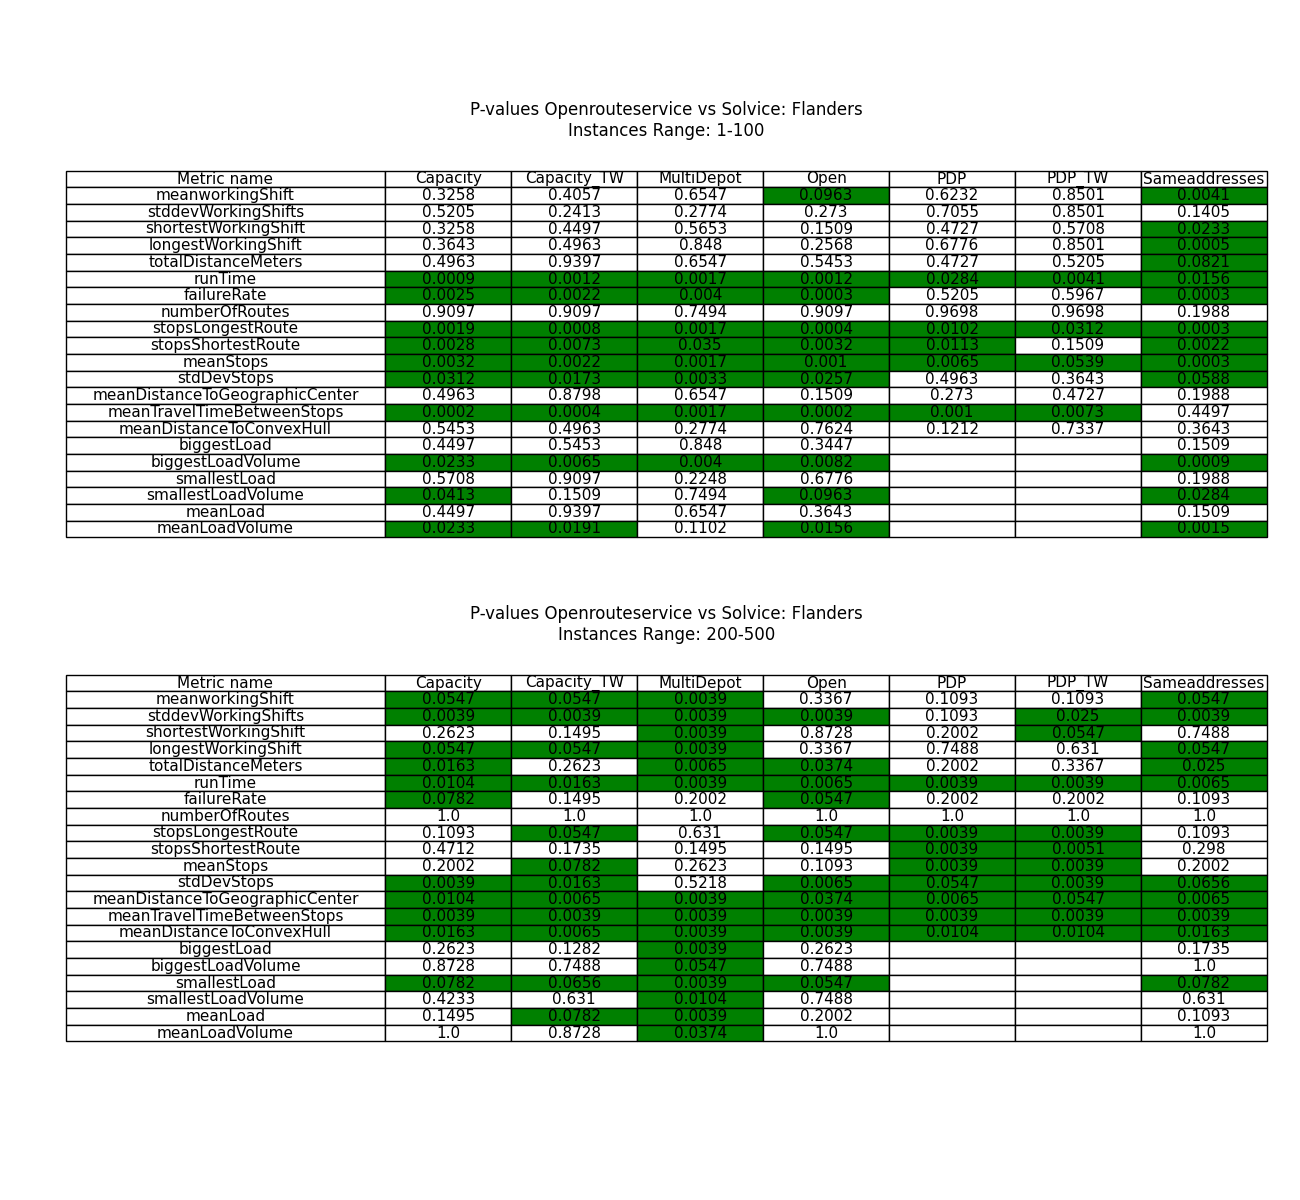 P-values Openrouteservice vs Solvice: Flanders
Instances Range: 1-100
Metric name Capacity Capacity_TW MultiDepot Open PDP PDP_TW Sameaddresses
meanworkingShift 0.3258 0.4057 0.6547 0.0963 0.6232 0.8501 0.0041
stddevWorkingShifts 0.5205 0.2413 0.2774 0.273 0.7055 0.8501 0.1405
shortestWorkingShift 0.3258 0.4497 0.5653 0.1509 0.4727 0.5708 0.0233
longestWorkingShift 0.3643 0.4963 0.848 0.2568 0.6776 0.8501 0.0005
totalDistanceMeters 0.4963 0.9397 0.6547 0.5453 0.4727 0.5205 0.0821
runTime 0.0009 0.0012 0.0017 0.0012 0.0284 0.0041 0.0156
failureRate 0.0025 0.0022 0.004 0.0003 0.5205 0.5967 0.0003
numberOfRoutes 0.9097 0.9097 0.7494 0.9097 0.9698 0.9698 0.1988
stopsLongestRoute 0.0019 0.0008 0.0017 0.0004 0.0102 0.0312 0.0003
stopsShortestRoute 0.0028 0.0073 0.035 0.0032 0.0113 0.1509 0.0022
meanStops 0.0032 0.0022 0.0017 0.001 0.0065 0.0539 0.0003
stdDevStops 0.0312 0.0173 0.0033 0.0257 0.4963 0.3643 0.0588
meanDistanceToGeographicCenter 0.4963 0.8798 0.6547 0.1509 0.273 0.4727 0.1988
meanTravelTimeBetweenStops 0.0002 0.0004 0.0017 0.0002 0.001 0.0073 0.4497
meanDistanceToConvexHull 0.5453 0.4963 0.2774 0.7624 0.1212 0.7337 0.3643
biggestLoad 0.4497 0.5453 0.848 0.3447 0.1509
biggestLoadVolume 0.0233 0.0065 0.004 0.0082 0.0009
smallestLoad 0.5708 0.9097 0.2248 0.6776 0.1988
smallestLoadVolume 0.0413 0.1509 0.7494 0.0963 0.0284
meanLoad 0.4497 0.9397 0.6547 0.3643 0.1509
meanLoadVolume 0.0233 0.0191 0.1102 0.0156 0.0015
P-values Openrouteservice vs Solvice: Flanders
Instances Range: 200-500
Metric name Capacity Capacity_TW MultiDepot Open PDP PDP_TW Sameaddresses
meanworkingShift 0.0547 0.0547 0.0039 0.3367 0.1093 0.1093 0.0547
stddevWorkingShifts 0.0039 0.0039 0.0039 0.0039 0.1093 0.025 0.0039
shortestWorkingShift 0.2623 0.1495 0.0039 0.8728 0.2002 0.0547 0.7488
longestWorkingShift 0.0547 0.0547 0.0039 0.3367 0.7488 0.631 0.0547
totalDistanceMeters 0.0163 0.2623 0.0065 0.0374 0.2002 0.3367 0.025
runTime 0.0104 0.0163 0.0039 0.0065 0.0039 0.0039 0.0065
failureRate 0.0782 0.1495 0.2002 0.0547 0.2002 0.2002 0.1093
numberOfRoutes 1.0 1.0 1.0 1.0 1.0 1.0 1.0
stopsLongestRoute 0.1093 0.0547 0.631 0.0547 0.0039 0.0039 0.1093
stopsShortestRoute 0.4712 0.1735 0.1495 0.1495 0.0039 0.0051 0.298
meanStops 0.2002 0.0782 0.2623 0.1093 0.0039 0.0039 0.2002
stdDevStops 0.0039 0.0163 0.5218 0.0065 0.0547 0.0039 0.0656
meanDistanceToGeographicCenter 0.0104 0.0065 0.0039 0.0374 0.0065 0.0547 0.0065
meanTravelTimeBetweenStops 0.0039 0.0039 0.0039 0.0039 0.0039 0.0039 0.0039
meanDistanceToConvexHull 0.0163 0.0065 0.0039 0.0039 0.0104 0.0104 0.0163
biggestLoad 0.2623 0.1282 0.0039 0.2623 0.1735
biggestLoadVolume 0.8728 0.7488 0.0547 0.7488 1.0
smallestLoad 0.0782 0.0656 0.0039 0.0547 0.0782
smallestLoadVolume 0.4233 0.631 0.0104 0.7488 0.631
meanLoad 0.1495 0.0782 0.0039 0.2002 0.1093
meanLoadVolume 1.0 0.8728 0.0374 1.0 1.0